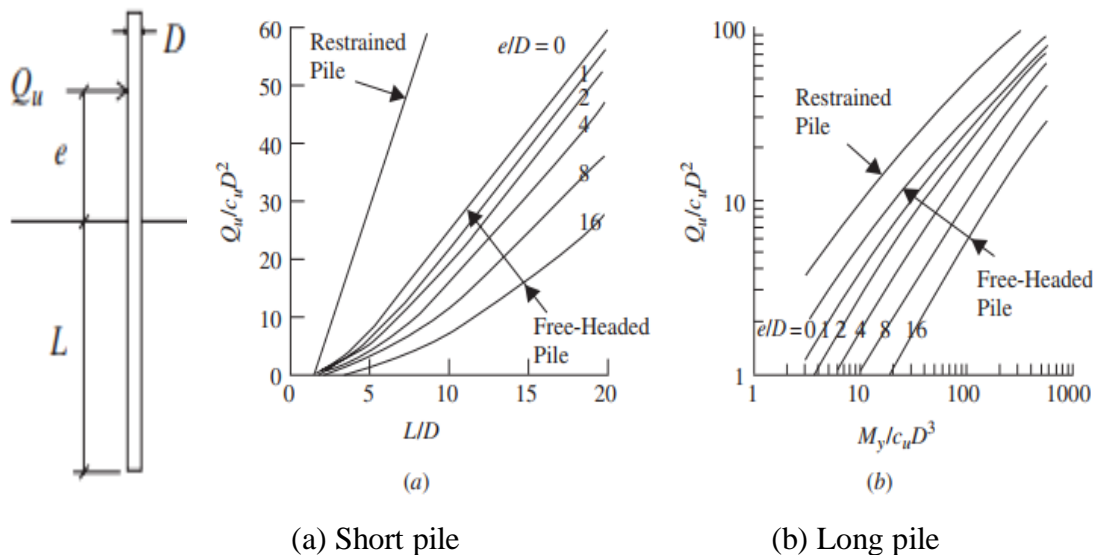 D
Q_u
e
L
60
50
40
30
20
10
0
Q_u/c_uD^2
Restrained
Pile
e/D = 0
1
2
4
8
16
Free-Headed
Pile
0 5 10 15 20
L/D
(a)
100
10
1
Q_u/c_uD^2
Restrained
Pile
Free-Headed
Pile
e/D = 0 1 2 4 8 16
1 10 100 1000
M_y/c_uD^3
(b)
(a) Short pile
(b) Long pile